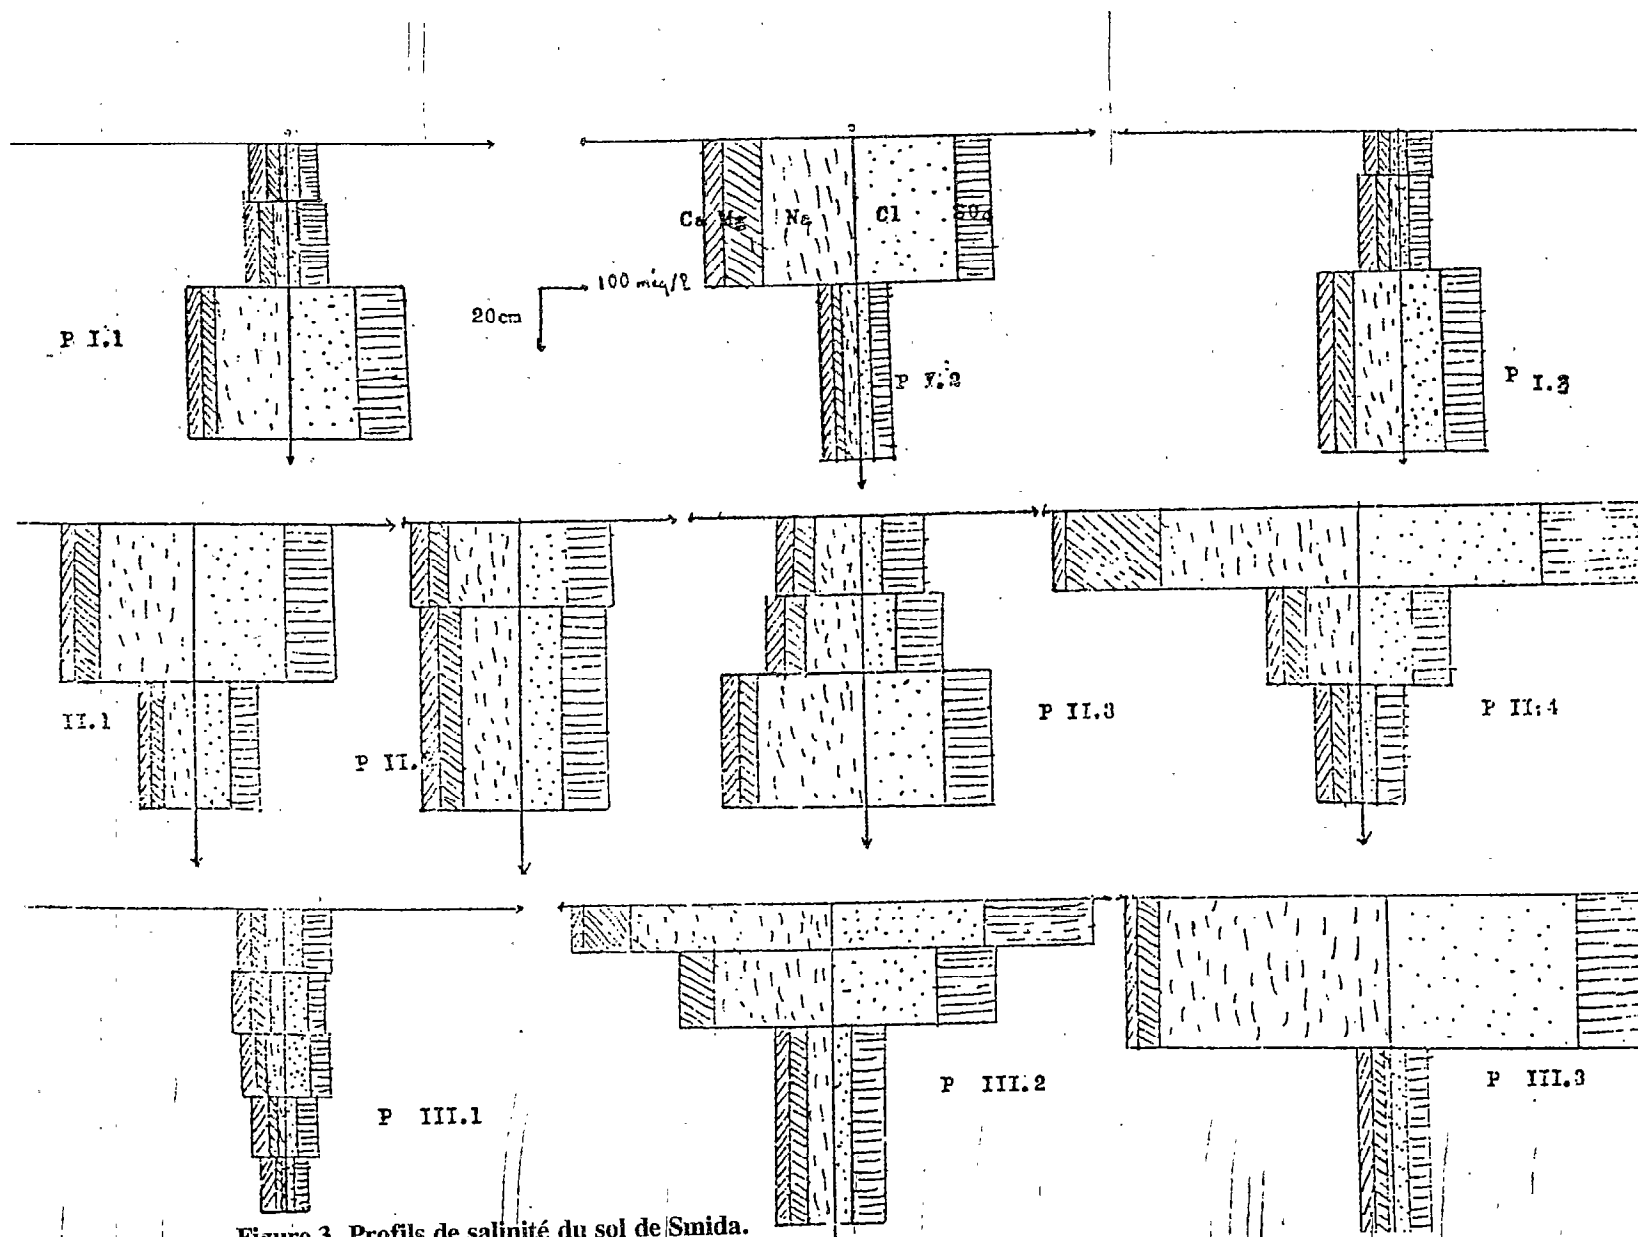 Ca Mg Na Cl SO4
100 méq/l
20cm
P I.1
P I.2
P I.3
II.1
P II.
P II.3
P II.4
P III.1
P III.2
P III.3
Figure 3. Profils de salinité du sol de Smida.